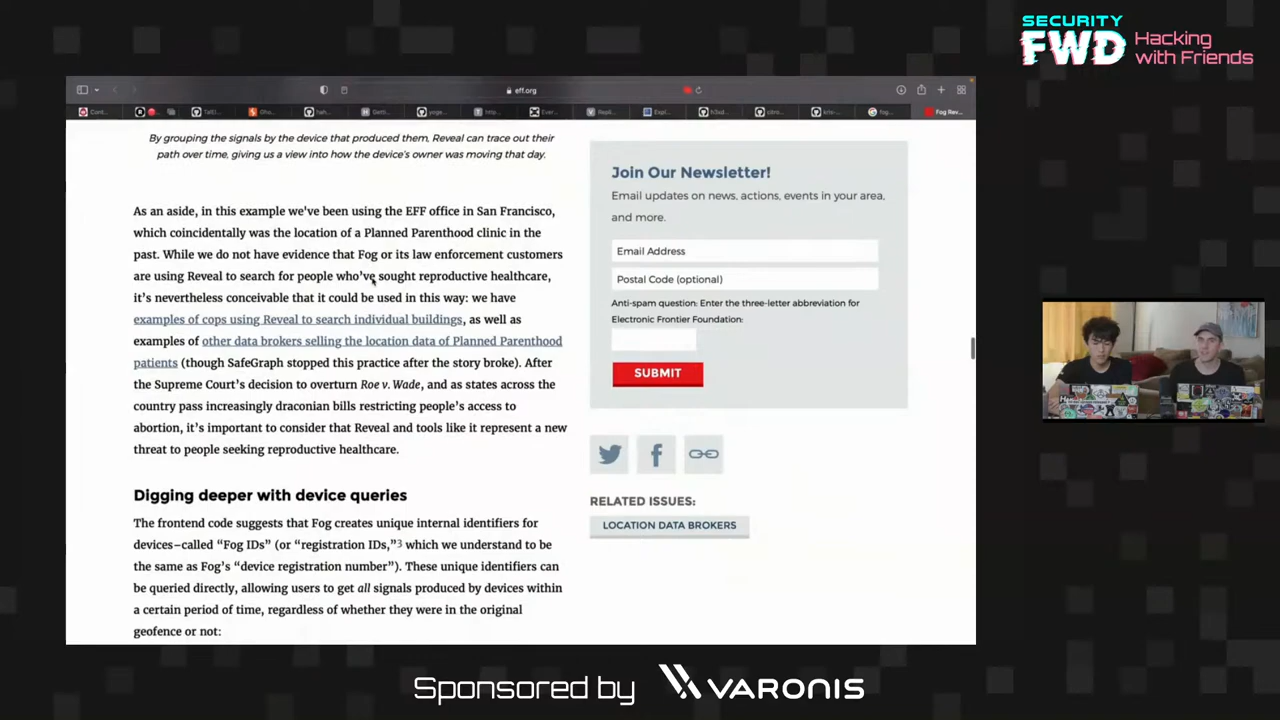 SECURITY
FWD
Hacking
with Friends
eff.org
Fog Rev...
By grouping the signals by the device that produced them, Reveal can trace out their
path over time, giving us a view into how the device's owner was moving that day.
As an aside, in this example we've been using the EFF office in San Francisco,
which coincidentally was the location of a Planned Parenthood clinic in the
past. While we do not have evidence that Fog or its law enforcement customers
are using Reveal to search for people who've sought reproductive healthcare,
it's nevertheless conceivable that it could be used in this way: we have
examples of cops using Reveal to search individual buildings, as well as
examples of other data brokers selling the location data of Planned Parenthood
patients (though SafeGraph stopped this practice after the story broke). After
the Supreme Court's decision to overturn Roe v. Wade, and as states across the
country pass increasingly draconian bills restricting people's access to
abortion, it's important to consider that Reveal and tools like it represent a new
threat to people seeking reproductive healthcare.
Digging deeper with device queries
The frontend code suggests that Fog creates unique internal identifiers for
devices–called “Fog IDs” (or “registration IDs,”3 which we understand to be
the same as Fog's “device registration number”). These unique identifiers can
be queried directly, allowing users to get all signals produced by devices within
a certain period of time, regardless of whether they were in the original
geofence or not:
Join Our Newsletter!
Email updates on news, actions, events in your area,
and more.
Email Address
Postal Code (optional)
Anti-spam question: Enter the three-letter abbreviation for
Electronic Frontier Foundation:
SUBMIT
RELATED ISSUES:
LOCATION DATA BROKERS
Sponsored by VARONIS